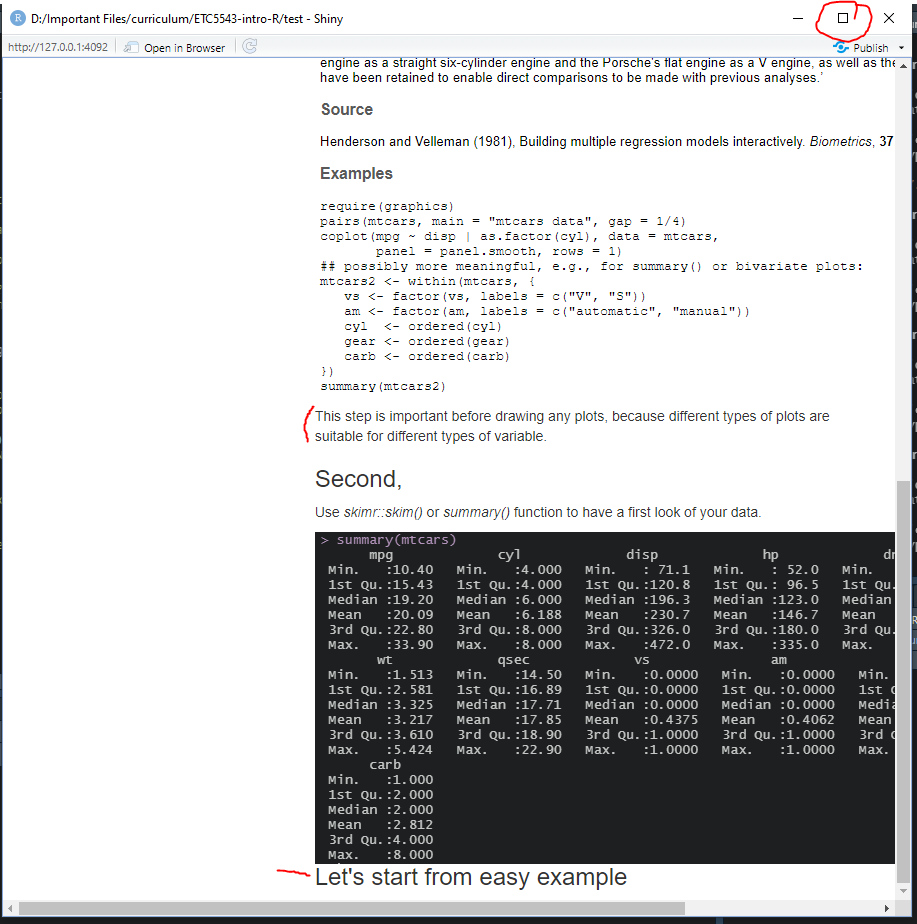 D:/Important Files/curriculum/ETC5543-intro-R/test - Shiny
http://127.0.0.1:4092 Open in Browser Publish
engine as a straight six-cylinder engine and the Porsche's flat engine as a V engine, as well as the
have been retained to enable direct comparisons to be made with previous analyses.'
Source
Henderson and Velleman (1981), Building multiple regression models interactively. Biometrics, 37
Examples
require(graphics)
pairs(mtcars, main = "mtcars data", gap = 1/4)
coplot(mpg ~ disp | as.factor(cyl), data = mtcars,
       panel = panel.smooth, rows = 1)
## possibly more meaningful, e.g., for summary() or bivariate plots:
mtcars2 <- within(mtcars, {
   vs <- factor(vs, labels = c("V", "S"))
   am <- factor(am, labels = c("automatic", "manual"))
   cyl  <- ordered(cyl)
   gear <- ordered(gear)
   carb <- ordered(carb)
})
summary(mtcars2)
This step is important before drawing any plots, because different types of plots are
suitable for different types of variable.
Second,
Use skimr::skim() or summary() function to have a first look of your data.
> summary(mtcars)
mpg cyl disp hp dr
Min.   :10.40 Min.   :4.000 Min.   : 71.1 Min.   : 52.0 Min.
1st Qu.:15.43 1st Qu.:4.000 1st Qu.:120.8 1st Qu.: 96.5 1st Qu.
Median :19.20 Median :6.000 Median :196.3 Median :123.0 Median
Mean   :20.09 Mean   :6.188 Mean   :230.7 Mean   :146.7 Mean
3rd Qu.:22.80 3rd Qu.:8.000 3rd Qu.:326.0 3rd Qu.:180.0 3rd Qu.
Max.   :33.90 Max.   :8.000 Max.   :472.0 Max.   :335.0 Max.
wt qsec vs am
Min.   :1.513 Min.   :14.50 Min.   :0.0000 Min.   :0.0000 Min.
1st Qu.:2.581 1st Qu.:16.89 1st Qu.:0.0000 1st Qu.:0.0000 1st Q
Median :3.325 Median :17.71 Median :0.0000 Median :0.0000 Media
Mean   :3.217 Mean   :17.85 Mean   :0.4375 Mean   :0.4062 Mean
3rd Qu.:3.610 3rd Qu.:18.90 3rd Qu.:1.0000 3rd Qu.:1.0000 3rd Q
Max.   :5.424 Max.   :22.90 Max.   :1.0000 Max.   :1.0000 Max.
carb
Min.   :1.000
1st Qu.:2.000
Median :2.000
Mean   :2.812
3rd Qu.:4.000
Max.   :8.000
Let's start from easy example